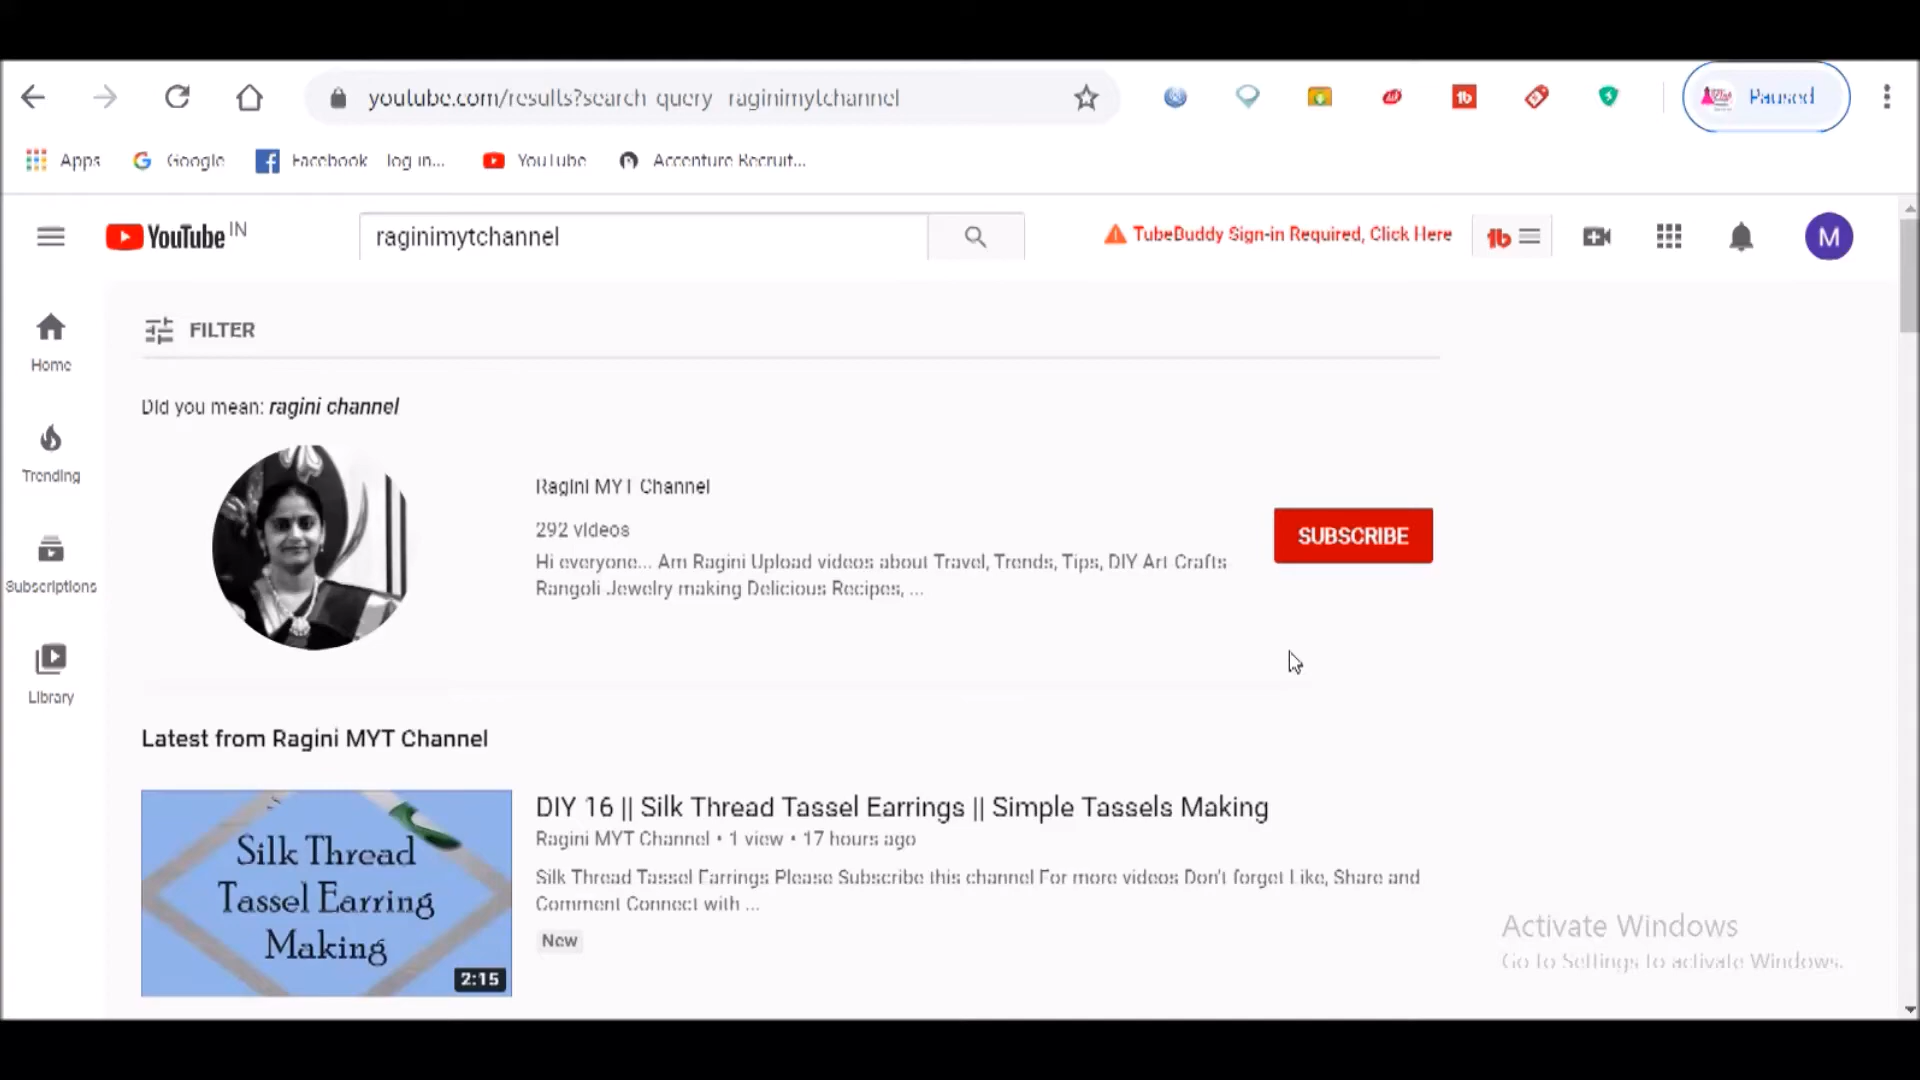 youtube.com/results?search_query=raginimytchannel
Paused
Apps
Google
Facebook - log in...
YouTube
Accenture Recruit...
YouTube IN
raginimytchannel
TubeBuddy Sign-in Required, Click Here
tb
M
FILTER
Home
Did you mean: ragini channel
Trending
Ragini MYT Channel
292 videos
SUBSCRIBE
Hi everyone... Am Ragini Upload videos about Travel, Trends, Tips, DIY Art Crafts
Rangoli Jewelry making Delicious Recipes, ...
Subscriptions
Library
Latest from Ragini MYT Channel
DIY 16 || Silk Thread Tassel Earrings || Simple Tassels Making
Ragini MYT Channel • 1 view • 17 hours ago
Silk Thread Tassel Earrings Please Subscribe this channel For more videos Don't forget Like, Share and
Comment Connect with ...
New
Silk Thread
Tassel Earring
Making
2:15
Activate Windows
Go to Settings to activate Windows.